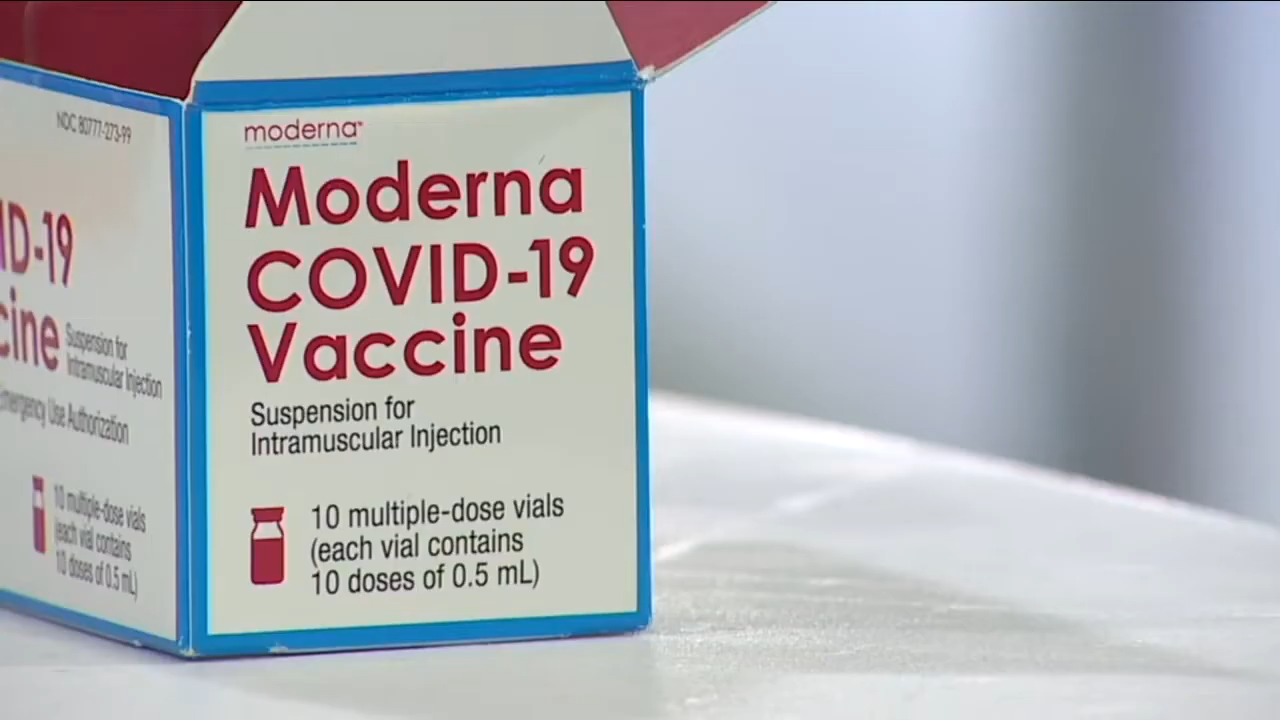 NDC 80777-273-99
ID-19
cine
Suspension for
Intramuscular Injection
Emergency Use Authorization
10 multiple-dose vials
(each vial contains
10 doses of 0.5 mL)
moderna™
Moderna
COVID-19
Vaccine
Suspension for
Intramuscular Injection
10 multiple-dose vials
(each vial contains
10 doses of 0.5 mL)